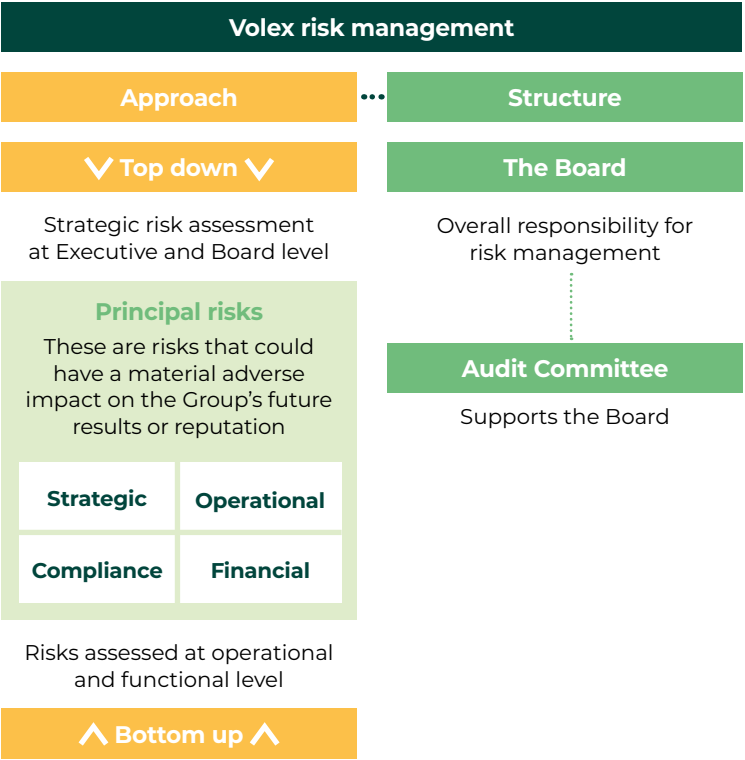 Volex risk management
Approach
Structure
Top down
Strategic risk assessment
at Executive and Board level
Principal risks
These are risks that could
have a material adverse
impact on the Group’s future
results or reputation
Strategic
Operational
Compliance
Financial
Risks assessed at operational
and functional level
Bottom up
The Board
Overall responsibility for
risk management
Audit Committee
Supports the Board